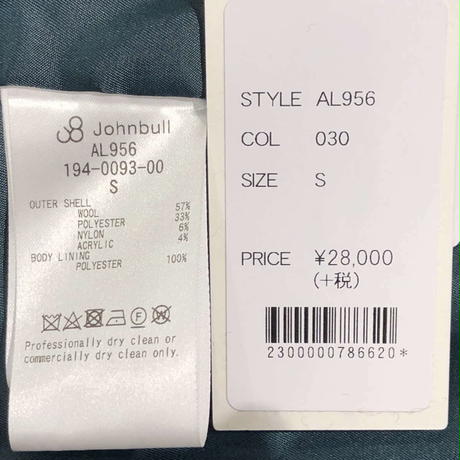 Johnbull
AL956
194-0093-00
S
OUTER SHELL
WOOL 57%
POLYESTER 33%
NYLON 6%
ACRYLIC 4%
BODY LINING
POLYESTER 100%
Professionally dry clean or
commercially dry clean only.
STYLE AL956
COL 030
SIZE S
PRICE ¥28,000
(+税)
2300000786620*